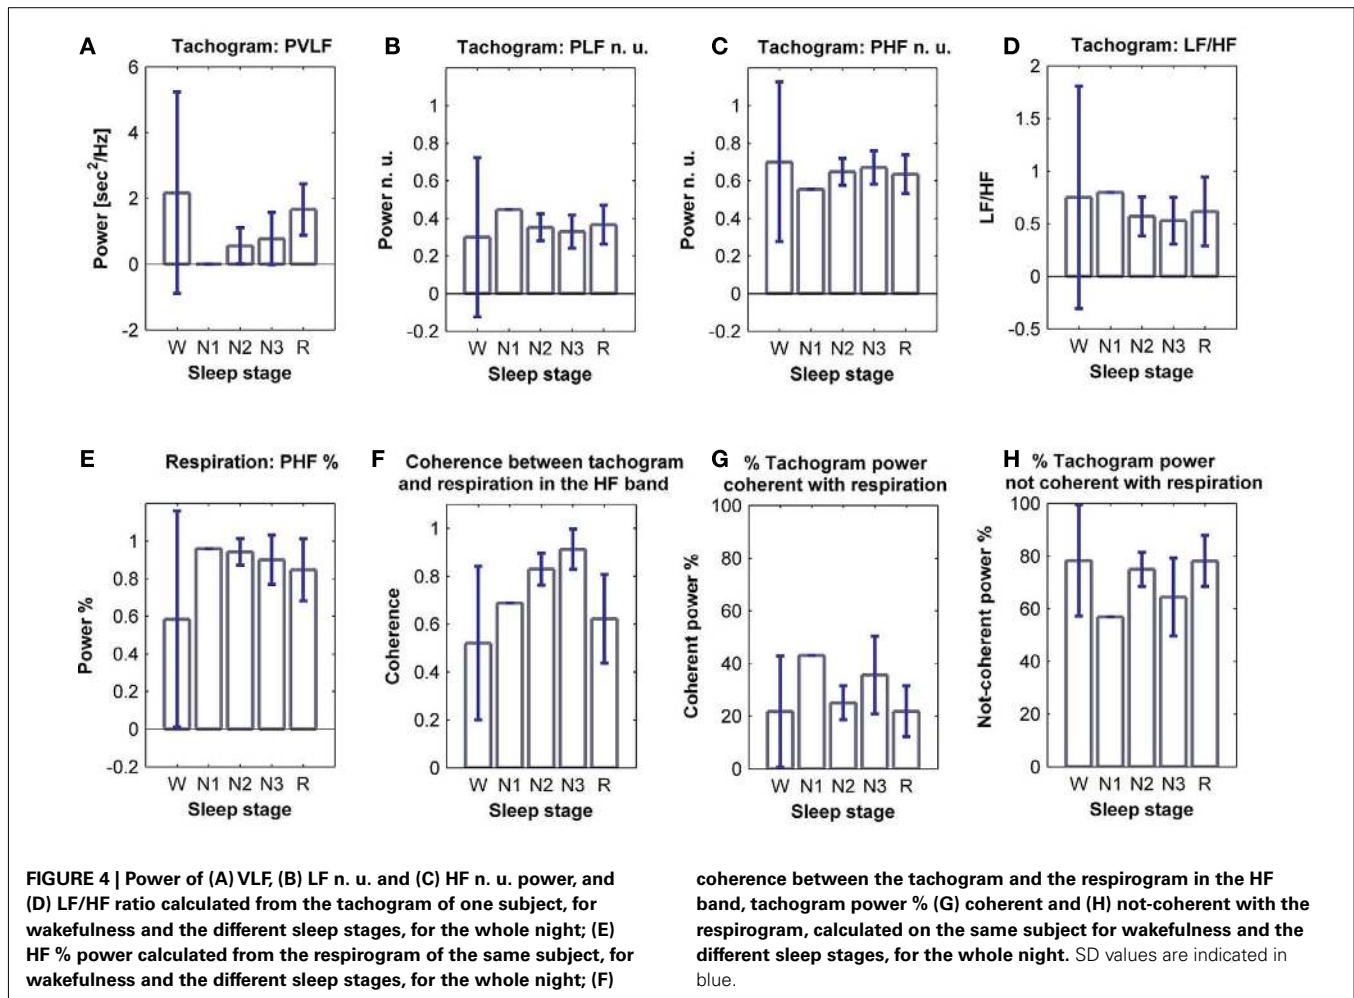 A Tachogram: PVLF
6
4
2
0
-2
Power [sec²/Hz]
W N1 N2 N3 R
Sleep stage
B Tachogram: PLF n. u.
1
0.8
0.6
0.4
0.2
0
-0.2
Power n. u.
W N1 N2 N3 R
Sleep stage
C Tachogram: PHF n. u.
1
0.8
0.6
0.4
0.2
0
-0.2
Power n. u.
W N1 N2 N3 R
Sleep stage
D Tachogram: LF/HF
2
1.5
1
0.5
0
-0.5
LF/HF
W N1 N2 N3 R
Sleep stage
E Respiration: PHF %
1
0.8
0.6
0.4
0.2
0
-0.2
Power %
W N1 N2 N3 R
Sleep stage
F Coherence between tachogram
and respiration in the HF band
1
0.8
0.6
0.4
0.2
0
Coherence
W N1 N2 N3 R
Sleep stage
G % Tachogram power
coherent with respiration
100
80
60
40
20
0
Coherent power %
W N1 N2 N3 R
Sleep stage
H % Tachogram power
not coherent with respiration
100
80
60
40
20
0
Not-coherent power %
W N1 N2 N3 R
Sleep stage
FIGURE 4 | Power of (A) VLF, (B) LF n. u. and (C) HF n. u. power, and
(D) LF/HF ratio calculated from the tachogram of one subject, for
wakefulness and the different sleep stages, for the whole night; (E)
HF % power calculated from the respirogram of the same subject, for
wakefulness and the different sleep stages, for the whole night; (F)
coherence between the tachogram and the respirogram in the HF
band, tachogram power % (G) coherent and (H) not-coherent with the
respirogram, calculated on the same subject for wakefulness and the
different sleep stages, for the whole night. SD values are indicated in
blue.